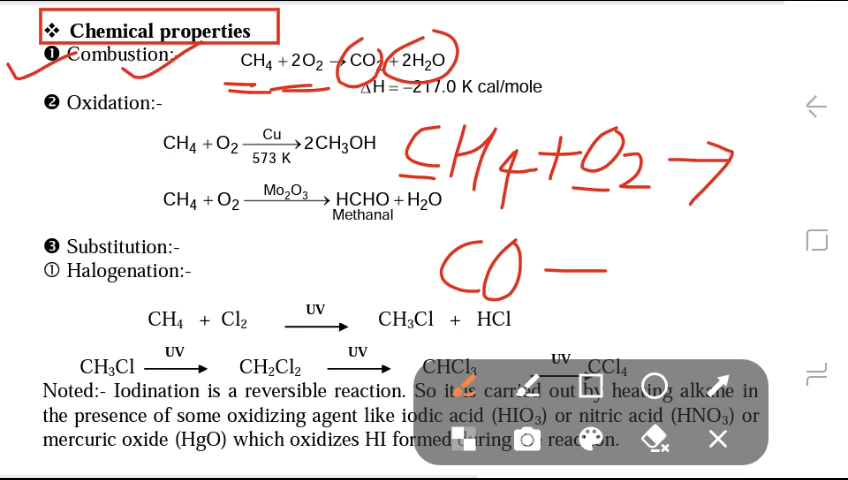 ❖ Chemical properties
❶ Combustion:-
CH₄ + 2O₂ → CO₂ + 2H₂O
ΔH = −217.0 K cal/mole
❷ Oxidation:-
CH₄ + O₂ —Cu 573 K→ 2CH₃OH
CH₄ + O₂ →
CH₄ + O₂ —Mo₂O₃→ HCHO + H₂O
Methanal
CO —
❸ Substitution:-
① Halogenation:-
CH₄ + Cl₂ —UV→ CH₃Cl + HCl
CH₃Cl —UV→ CH₂Cl₂ —UV→ CHCl₃ —UV→ CCl₄
Noted:- Iodination is a reversible reaction. So it is carried out by heating alkane in
the presence of some oxidizing agent like iodic acid (HIO₃) or nitric acid (HNO₃) or
mercuric oxide (HgO) which oxidizes HI formed during reaction.